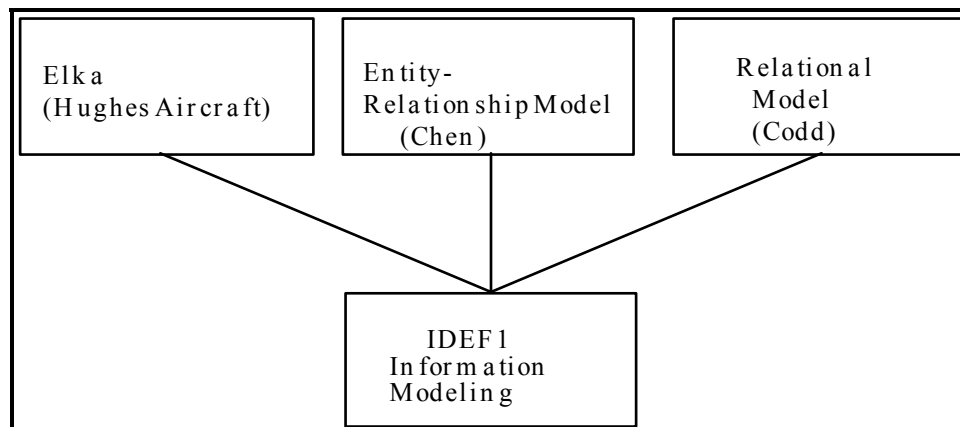 Elka
(Hughes Aircraft)
Entity-
Relationship Model
(Chen)
Relational
Model
(Codd)
IDEF1
Information
Modeling